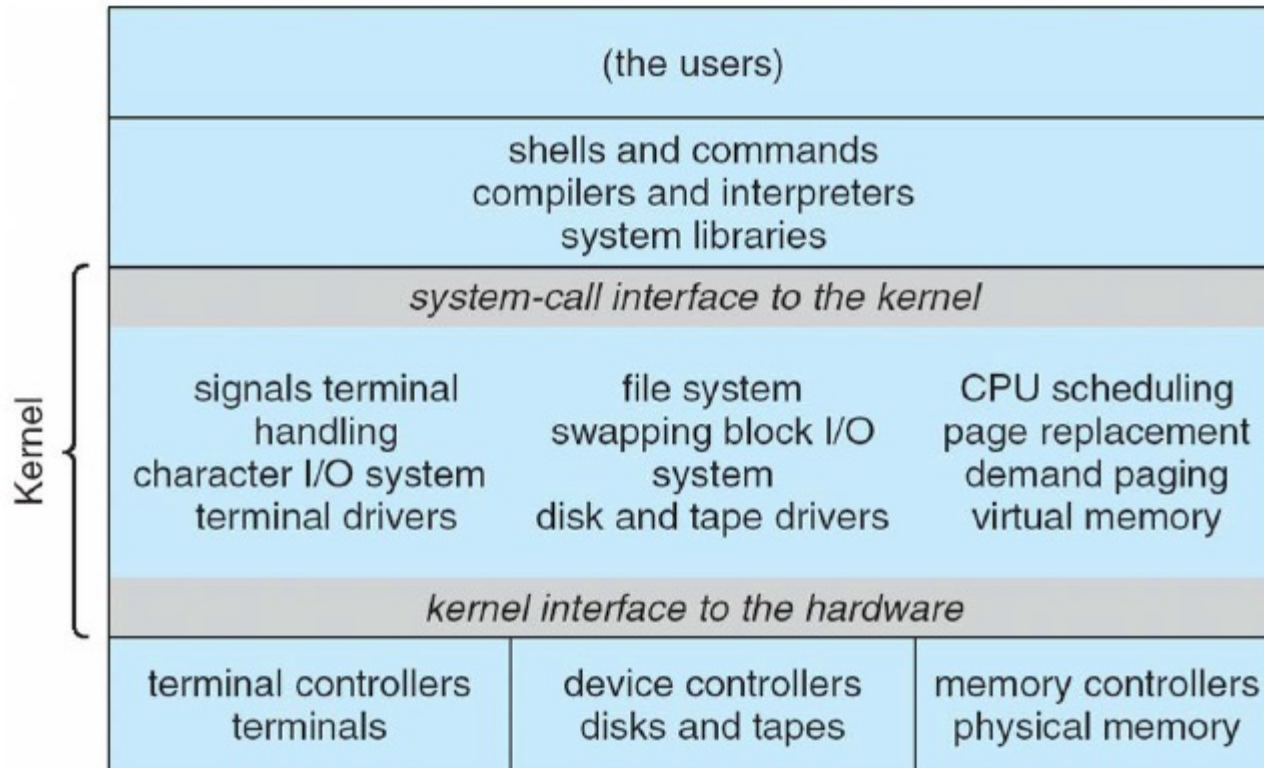 (the users)
shells and commands
compilers and interpreters
system libraries
Kernel
system-call interface to the kernel
signals terminal
handling
character I/O system
terminal drivers
file system
swapping block I/O
system
disk and tape drivers
CPU scheduling
page replacement
demand paging
virtual memory
kernel interface to the hardware
terminal controllers
terminals
device controllers
disks and tapes
memory controllers
physical memory